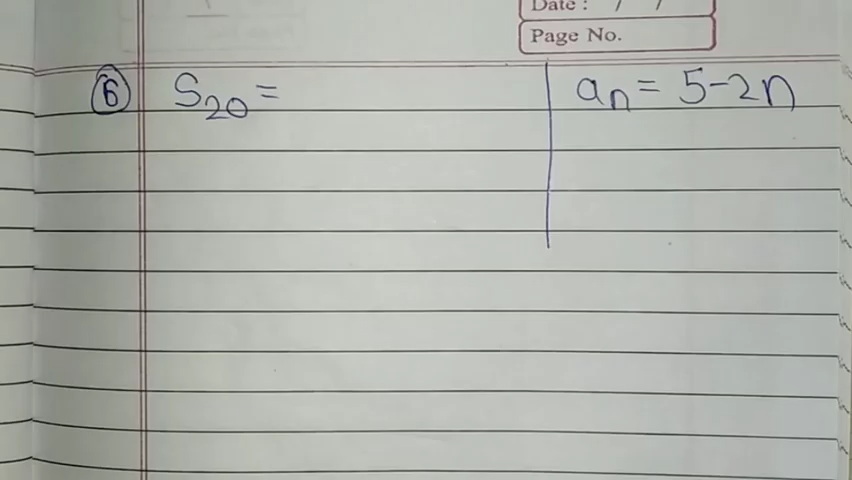 Date : / /
Page No.
6 S₂₀ = aₙ = 5-2n